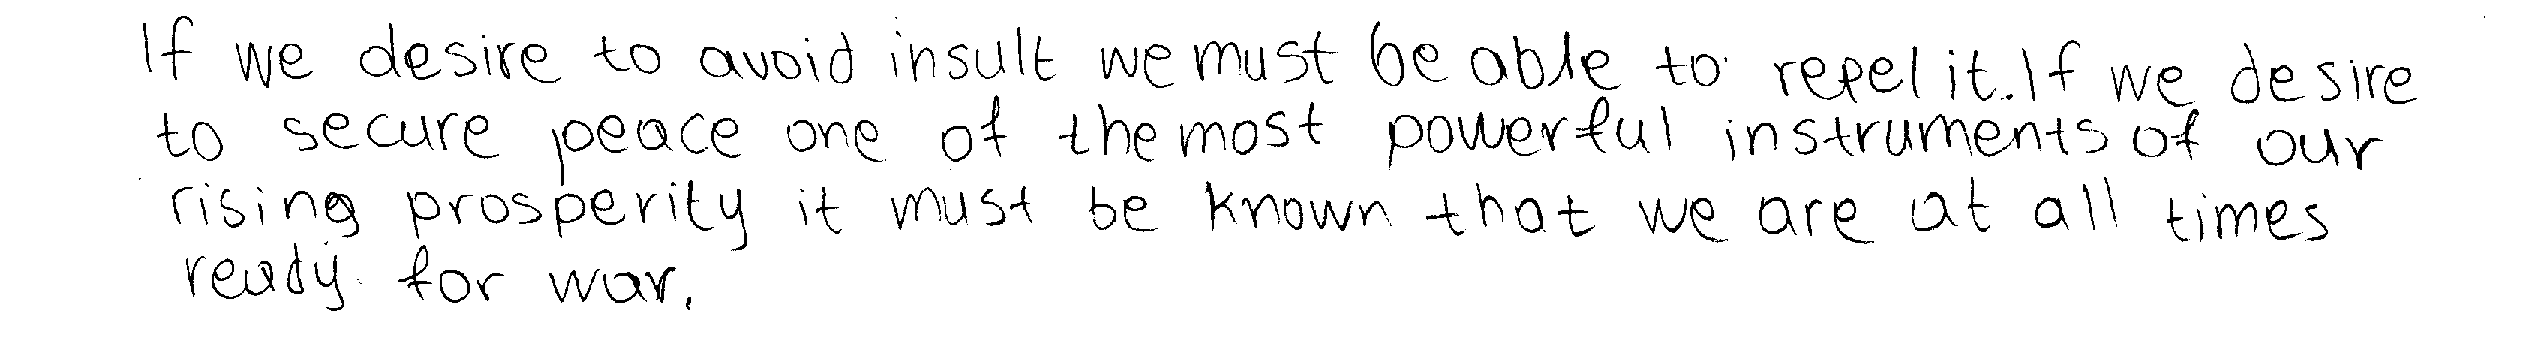 If we desire to avoid insult we must be able to repel it. If we desire
to secure peace one of the most powerful instruments of our
rising prosperity it must be known that we are at all times
ready for war.